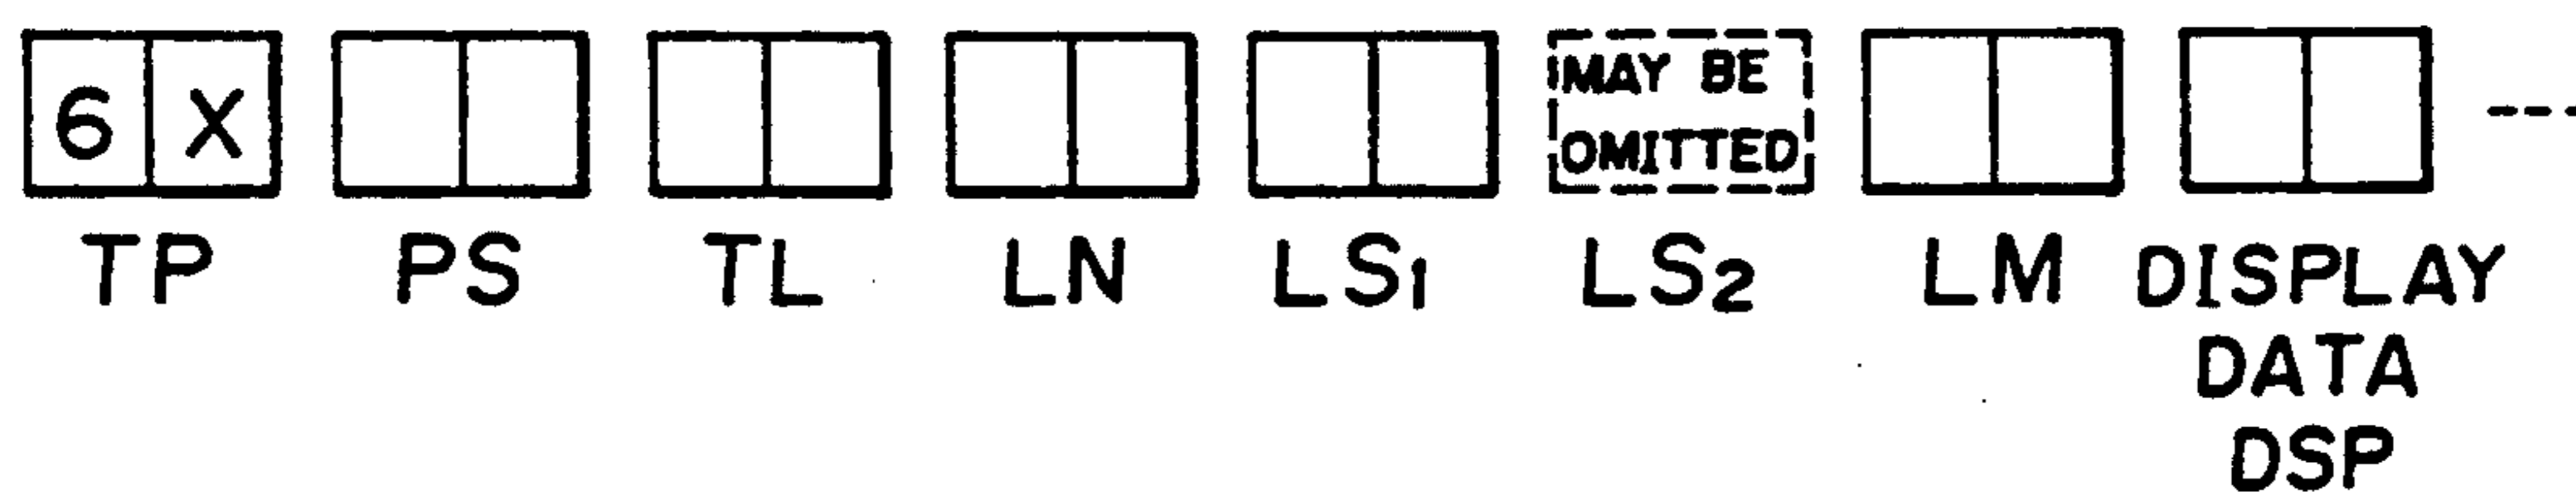 6 X MAY BE
OMITTED
TP PS TL LN LS1 LS2 LM DISPLAY
DATA
DSP